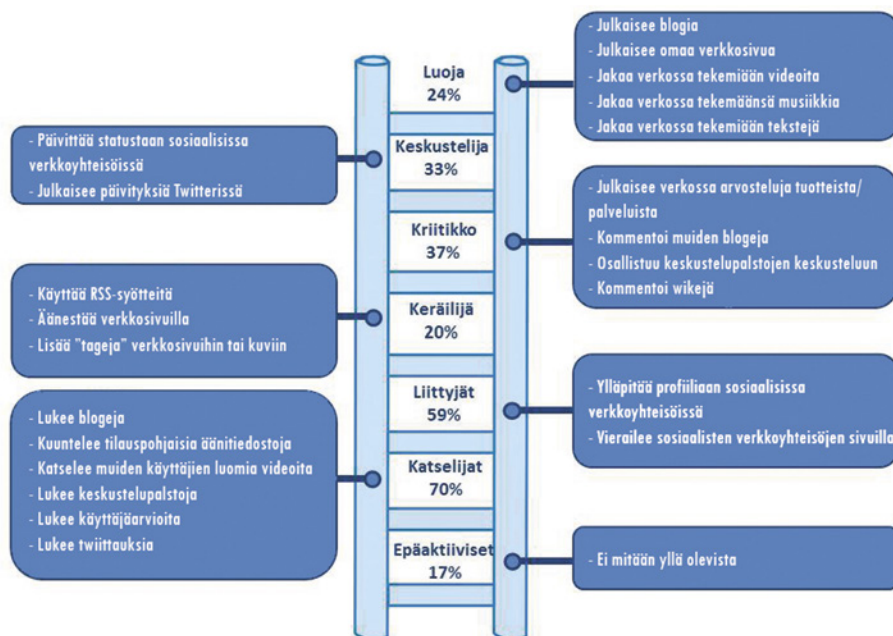 Luoja
24%
- Julkaisee blogia
- Julkaisee omaa verkkosivua
- Jakaa verkossa tekemiään videoita
- Jakaa verkossa tekemäänsä musiikkia
- Jakaa verkossa tekemiään tekstejä
- Päivittää statustaan sosiaalisissa
verkkoyhteisöissä
- Julkaisee päivityksiä Twitterissä
Keskustelija
33%
Kriitikko
37%
- Julkaisee verkossa arvosteluja tuotteista/
palveluista
- Kommentoi muiden blogeja
- Osallistuu keskustelupalstojen keskusteluun
- Kommentoi wikejä
- Käyttää RSS-syötteitä
- Äänestää verkkosivuilla
- Lisää "tageja" verkkosivuihin tai kuviin
Keräilijä
20%
Liittyjät
59%
- Ylläpitää profiiliaan sosiaalisissa
verkkoyhteisöissä
- Vierailee sosiaalisten verkkoyhteisöjen sivuilla
- Lukee blogeja
- Kuuntelee tilauspohjaisia äänitiedostoja
- Katselee muiden käyttäjien luomia videoita
- Lukee keskustelupalstoja
- Lukee käyttäjäarvioita
- Lukee twiittauksia
Katselijat
70%
Epäaktiiviset
17%
- Ei mitään yllä olevista